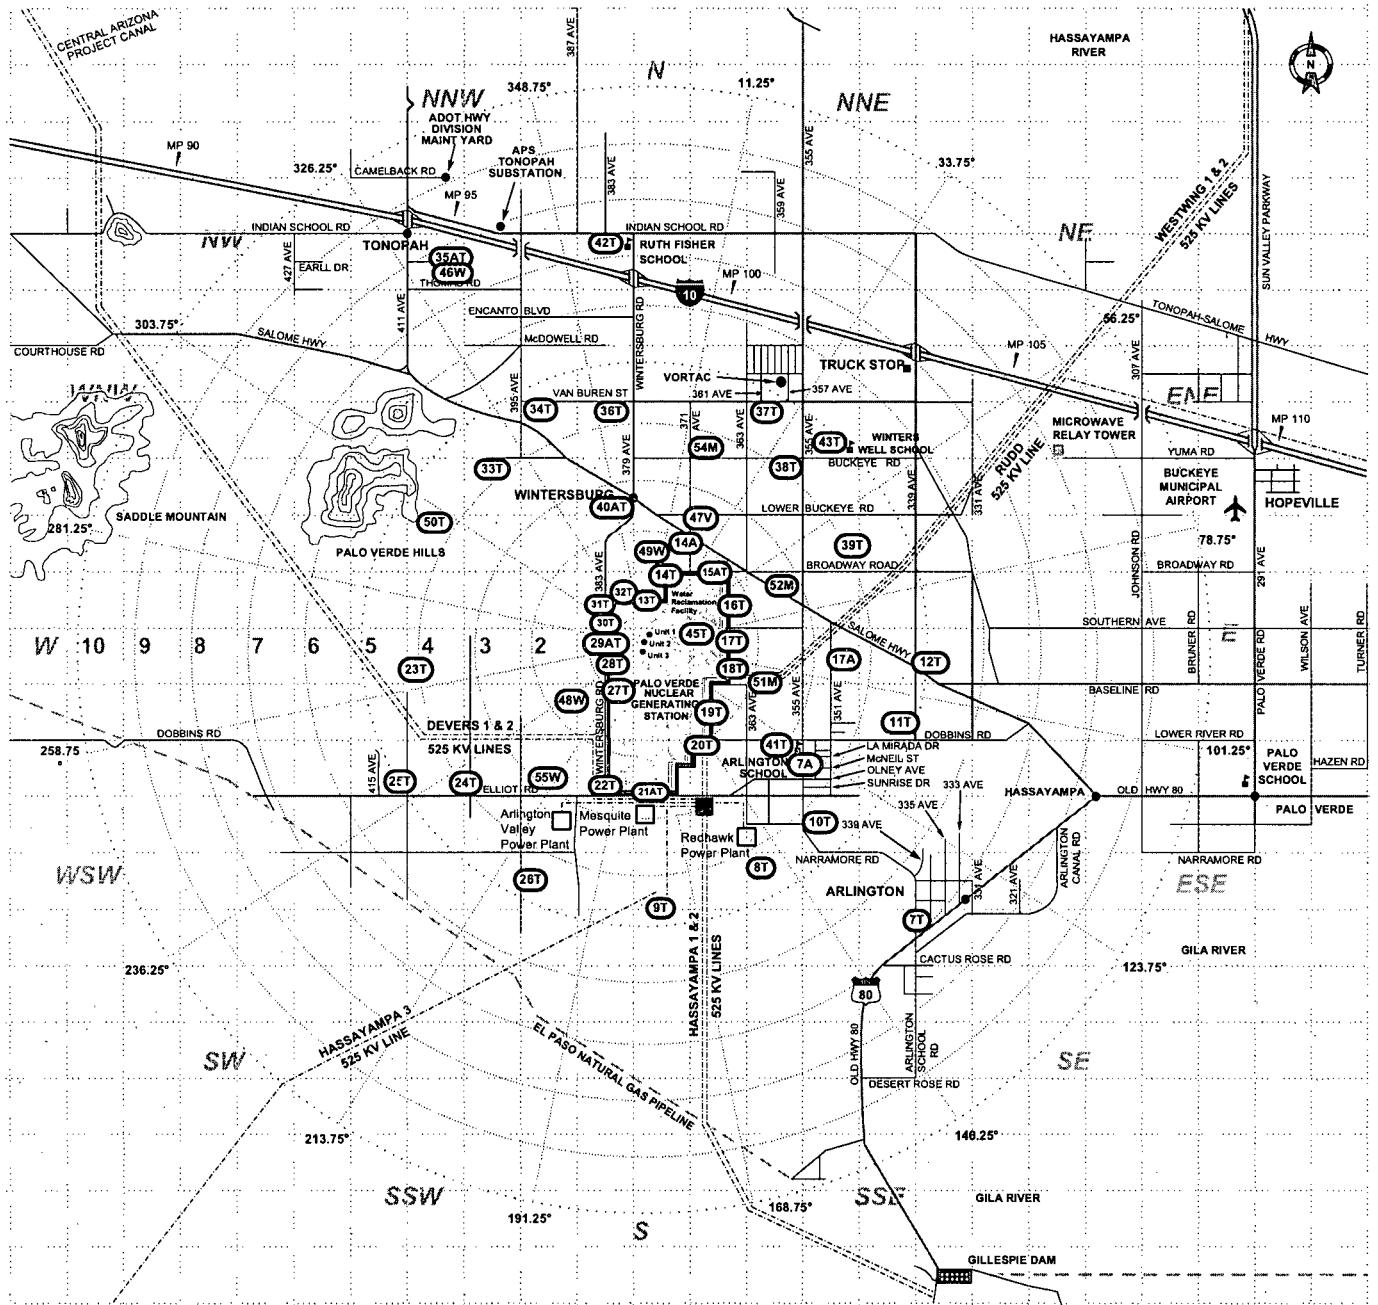 CENTRAL ARIZONA
PROJECT CANAL
387 AVE
N
348.75°
11.25°
NNW
NNE
HASSAYAMPA
RIVER
N
ADOT HWY
DIVISION
MAINT YARD
MP 90
326.25°
CAMELBACK RD
APS
TONOPAH
SUBSTATION
MP 95
383 AVE
355 AVE
359 AVE
33.75°
WESTWING 1 & 2
525 KV LINES
SUN VALLEY PARKWAY
INDIAN SCHOOL RD
INDIAN SCHOOL RD
NW
TONOPAH
42T
RUTH FISHER
SCHOOL
NE
427 AVE
EARLL DR
35AT
46W
THOMAS RD
MP 100
10
303.75°
SALOME HWY
411 AVE
ENCANTO BLVD
McDOWELL RD
WINTERSBURG RD
TONOPAH-SALOME
HWY
56.25°
COURTHOUSE RD
TRUCK STOP
MP 105
307 AVE
WNW
VORTAC
361 AVE
357 AVE
ENE
395 AVE
VAN BUREN ST
34T
36T
371
AVE
363 AVE
37T
355 AVE
MP 110
MICROWAVE
RELAY TOWER
379 AVE
54M
43T
WINTERS
WELL SCHOOL
RUDD
525 KV LINE
YUMA RD
33T
38T
BUCKEYE RD
339 AVE
331 AVE
BUCKEYE
MUNICIPAL
AIRPORT
HOPEVILLE
WINTERSBURG
40AT
LOWER BUCKEYE RD
SADDLE MOUNTAIN
281.25°
50T
47V
PALO VERDE HILLS
49W
14A
39T
78.75°
JOHNSON RD
291 AVE
383 AVE
14T
15AT
BROADWAY ROAD
BROADWAY RD
32T
13T
Water
Reclamation
Facility
52M
31T
16T
30T
SOUTHERN AVE
BRUNER RD
WILSON AVE
TURNER RD
W
10
9
8
7
6
5
4
3
2
29AT
Unit 1
Unit 2
Unit 3
45T
17T
SALOME HWY
E
PALO VERDE RD
23T
28T
18T
17A
12T
27T
PALO VERDE
NUCLEAR
GENERATING
STATION
51M
BASELINE RD
48W
WINTERSBURG RD
19T
363 AVE
355 AVE
351 AVE
11T
DEVERS 1 & 2
525 KV LINES
DOBBINS RD
258.75
20T
41T
DOBBINS RD
LOWER RIVER RD
101.25°
LA MIRADA DR
McNEIL ST
OLNEY AVE
SUNRISE DR
ARLINGTON
SCHOOL
7A
PALO
VERDE
SCHOOL
HAZEN RD
415 AVE
25T
24T
55W
ELLIOT RD
22T
21AT
335 AVE
333 AVE
HASSAYAMPA
OLD HWY 80
PALO VERDE
Arlington
Valley
Power Plant
Mesquite
Power Plant
Redhawk
Power Plant
10T
339 AVE
NARRAMORE RD
ARLINGTON
CANAL RD
NARRAMORE RD
WSW
26T
8T
ARLINGTON
331 AVE
321 AVE
ESE
9T
7T
HASSAYAMPA 1 & 2
525 KV LINES
GILA RIVER
CACTUS ROSE RD
236.25°
123.75°
80
HASSAYAMPA 3
525 KV LINE
EL PASO NATURAL GAS PIPELINE
OLD HWY 80
ARLINGTON
SCHOOL
RD
SW
SE
DESERT ROSE RD
213.75°
146.25°
SSW
SSE
GILA RIVER
191.25°
168.75°
S
GILLESPIE DAM